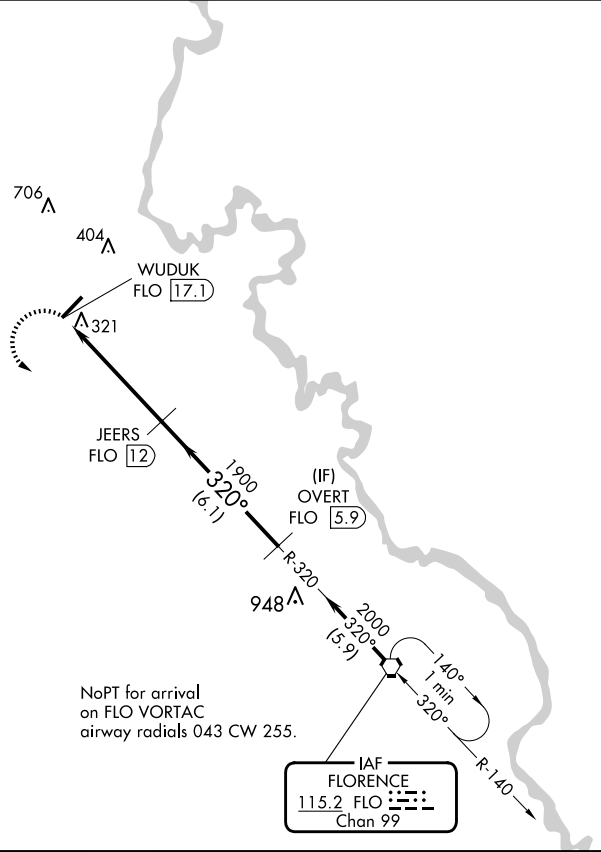 706
404
WUDUK
FLO 17.1
321
JEERS
FLO 12
1900
320°
(6.1)
(IF)
OVERT
FLO 5.9
R-320
948
2000
320°
(5.9)
140°
1 min
320°
R-140
NoPT for arrival
on FLO VORTAC
airway radials 043 CW 255.
IAF
FLORENCE
115.2 FLO
Chan 99